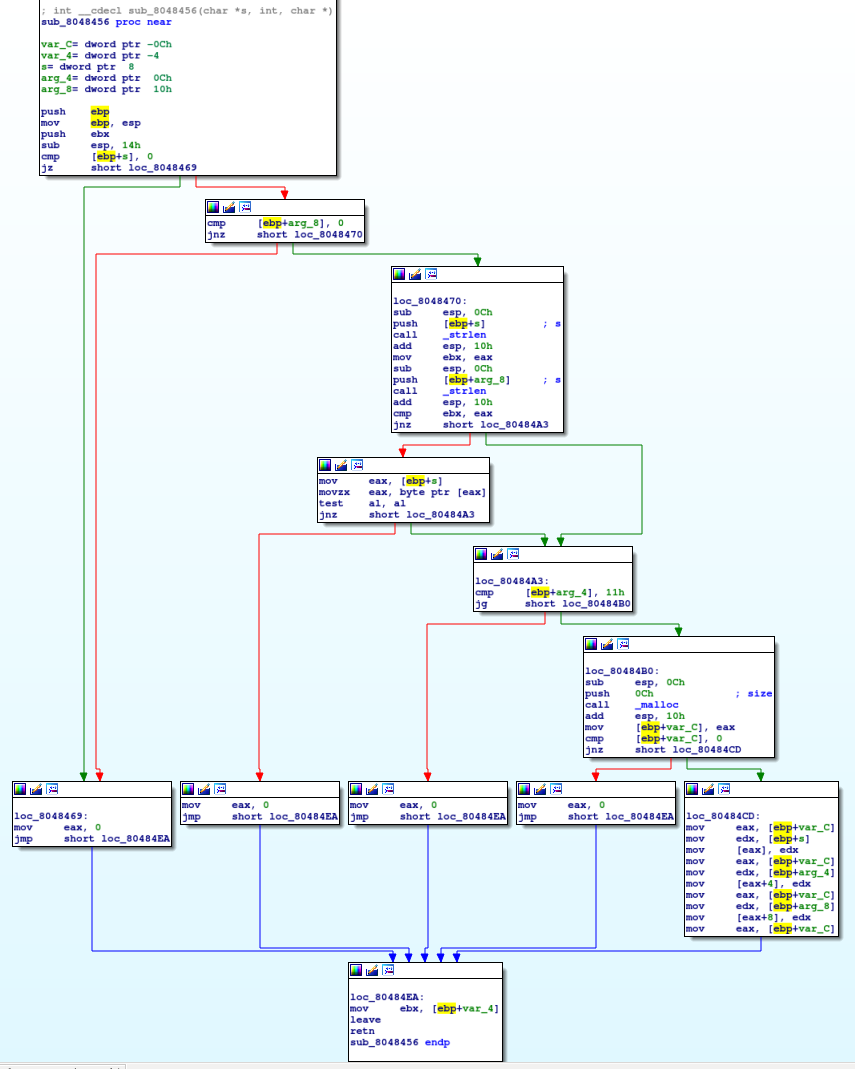 ; int __cdecl sub_8048456(char *s, int, char *)
sub_8048456 proc near
var_C= dword ptr -0Ch
var_4= dword ptr -4
s= dword ptr  8
arg_4= dword ptr  0Ch
arg_8= dword ptr  10h
push    ebp
mov     ebp, esp
push    ebx
sub     esp, 14h
cmp     [ebp+s], 0
jz      short loc_8048469
cmp     [ebp+arg_8], 0
jnz     short loc_8048470
loc_8048470:
sub     esp, 0Ch
push    [ebp+s]         ; s
call    _strlen
add     esp, 10h
mov     ebx, eax
sub     esp, 0Ch
push    [ebp+arg_8]     ; s
call    _strlen
add     esp, 10h
cmp     ebx, eax
jnz     short loc_80484A3
mov     eax, [ebp+s]
movzx   eax, byte ptr [eax]
test    al, al
jnz     short loc_80484A3
loc_80484A3:
cmp     [ebp+arg_4], 11h
jg      short loc_80484B0
loc_80484B0:
sub     esp, 0Ch
push    0Ch             ; size
call    _malloc
add     esp, 10h
mov     [ebp+var_C], eax
cmp     [ebp+var_C], 0
jnz     short loc_80484CD
loc_8048469:
mov     eax, 0
jmp     short loc_80484EA
mov     eax, 0
jmp     short loc_80484EA
mov     eax, 0
jmp     short loc_80484EA
mov     eax, 0
jmp     short loc_80484EA
loc_80484CD:
mov     eax, [ebp+var_C]
mov     edx, [ebp+s]
mov     [eax], edx
mov     eax, [ebp+var_C]
mov     edx, [ebp+arg_4]
mov     [eax+4], edx
mov     eax, [ebp+var_C]
mov     edx, [ebp+arg_8]
mov     [eax+8], edx
mov     eax, [ebp+var_C]
loc_80484EA:
mov     ebx, [ebp+var_4]
leave
retn
sub_8048456 endp